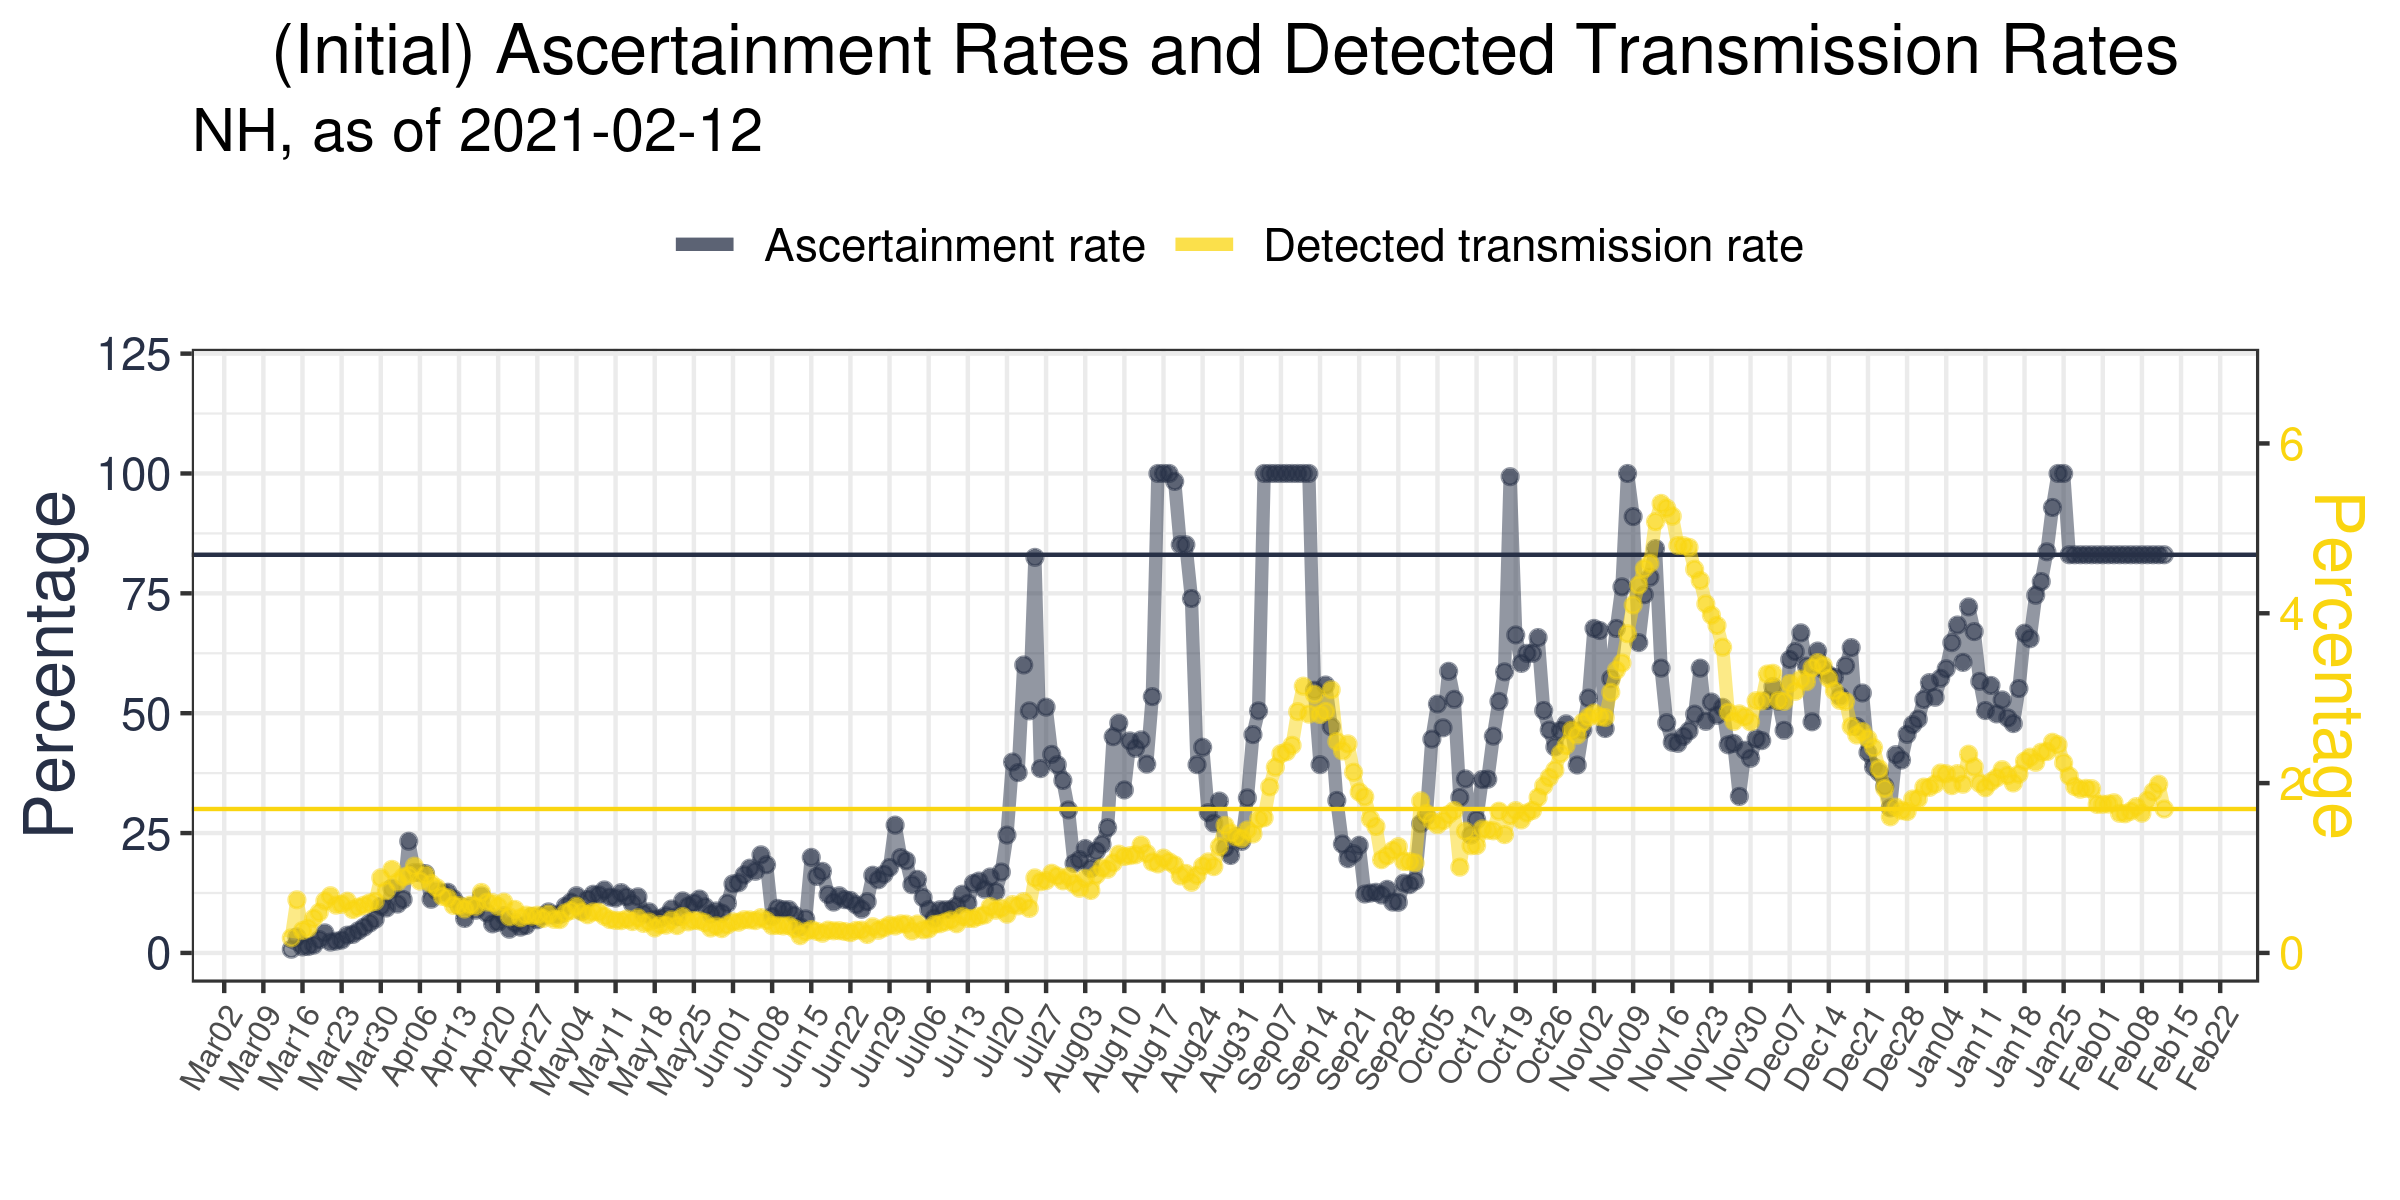 (Initial) Ascertainment Rates and Detected Transmission Rates
NH, as of 2021-02-12
Ascertainment rate
Detected transmission rate
Percentage
125
100
75
50
25
0
6
4
2
0
Percentage
Mar02
Mar09
Mar16
Mar23
Mar30
Apr06
Apr13
Apr20
Apr27
May04
May11
May18
May25
Jun01
Jun08
Jun15
Jun22
Jun29
Jul06
Jul13
Jul20
Jul27
Aug03
Aug10
Aug17
Aug24
Aug31
Sep07
Sep14
Sep21
Sep28
Oct05
Oct12
Oct19
Oct26
Nov02
Nov09
Nov16
Nov23
Nov30
Dec07
Dec14
Dec21
Dec28
Jan04
Jan11
Jan18
Jan25
Feb01
Feb08
Feb15
Feb22